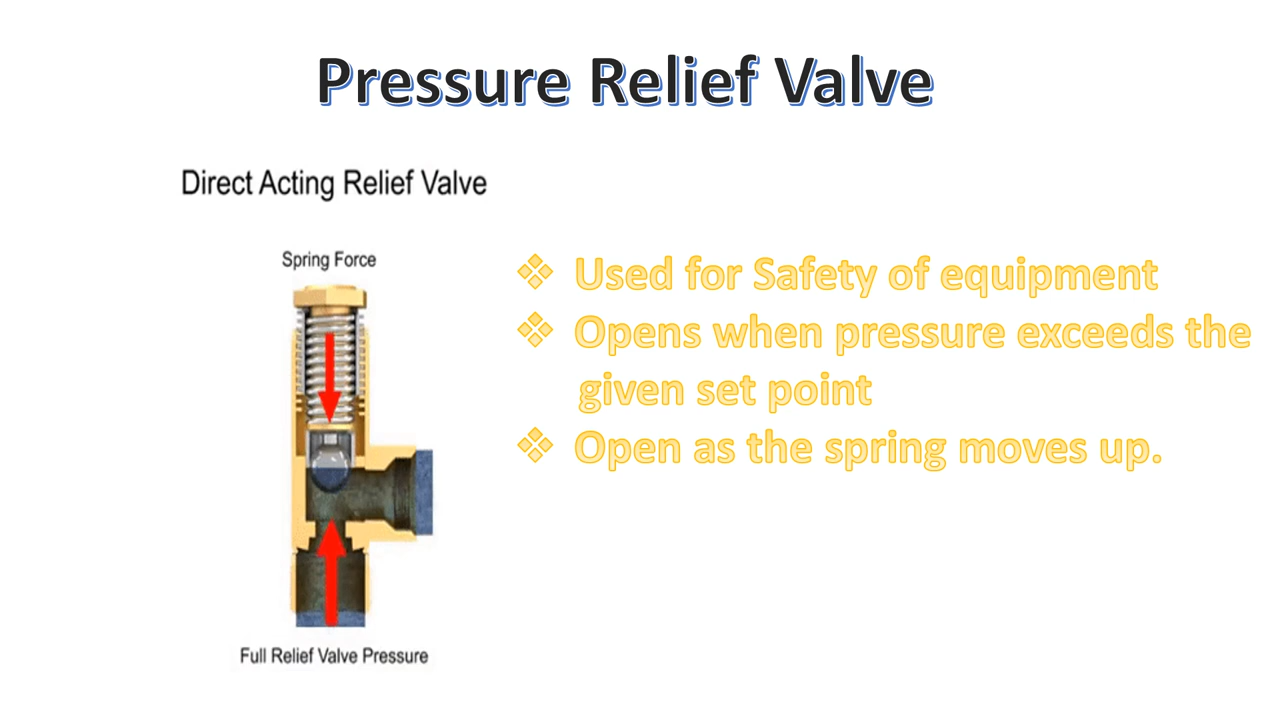 Pressure Relief Valve
Direct Acting Relief Valve
Spring Force
Full Relief Valve Pressure
❖ Used for Safety of equipment
❖ Opens when pressure exceeds the
given set point
❖ Open as the spring moves up.